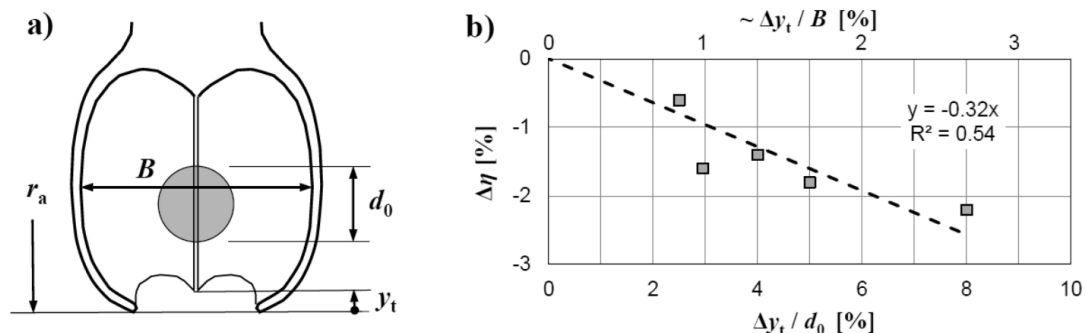 a)
B
r_a
d_0
y_t
b)
~ Δy_t / B [%]
0 1 2 3
0
-1
-2
-3
Δη [%]
y = -0.32x
R² = 0.54
0 2 4 6 8 10
Δy_t / d_0 [%]